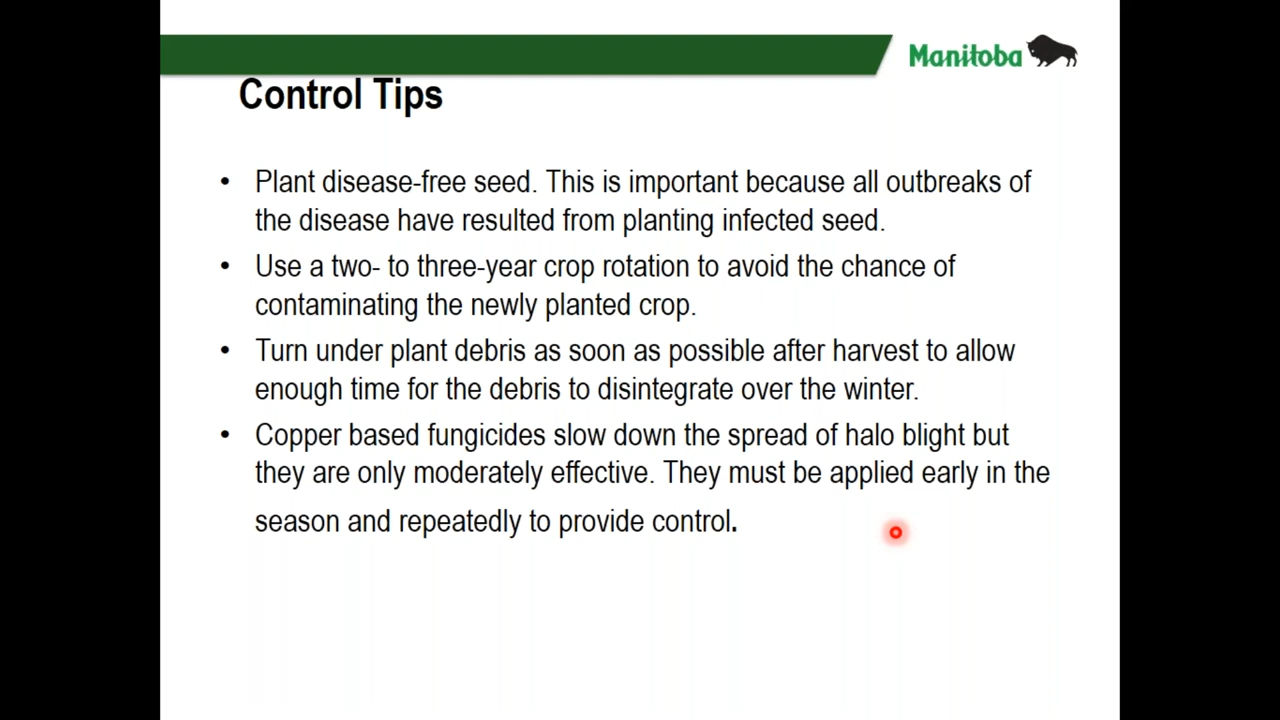 Manitoba
Control Tips
• Plant disease-free seed. This is important because all outbreaks of
the disease have resulted from planting infected seed.
• Use a two- to three-year crop rotation to avoid the chance of
contaminating the newly planted crop.
• Turn under plant debris as soon as possible after harvest to allow
enough time for the debris to disintegrate over the winter.
• Copper based fungicides slow down the spread of halo blight but
they are only moderately effective. They must be applied early in the
season and repeatedly to provide control.